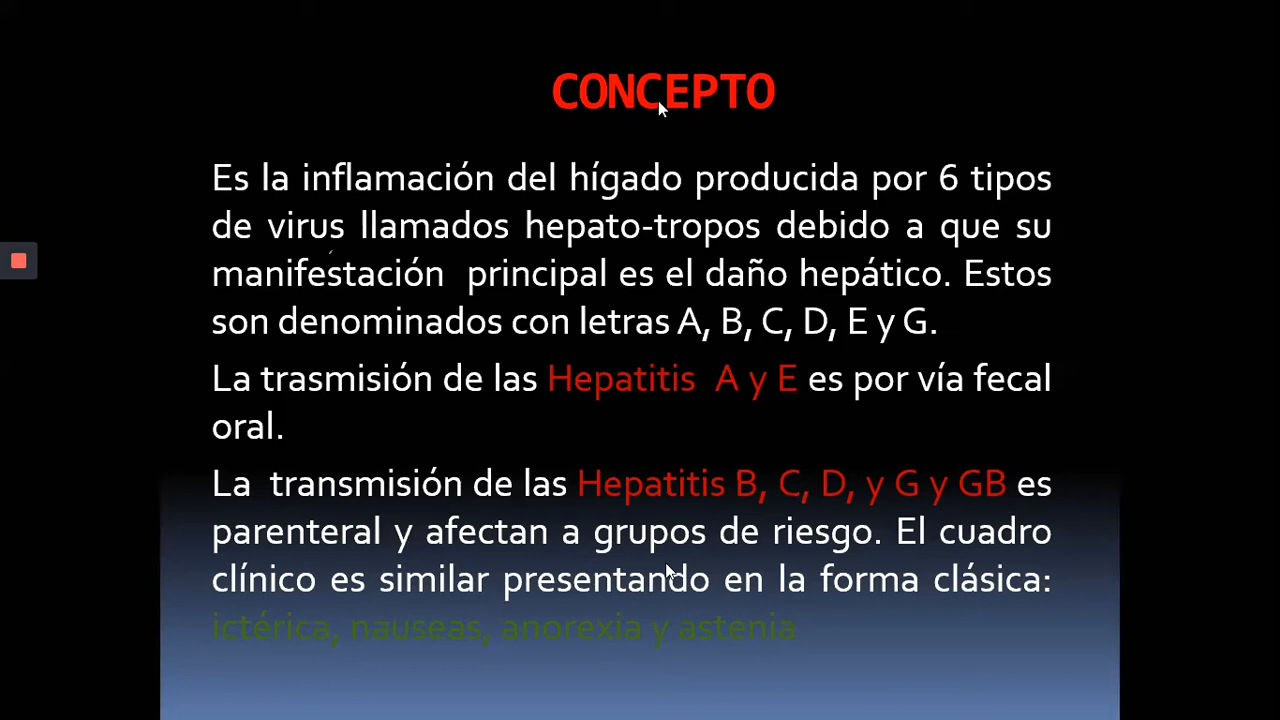 CONCEPTO
Es la inflamación del hígado producida por 6 tipos
de virus llamados hepato-tropos debido a que su
manifestación principal es el daño hepático. Estos
son denominados con letras A, B, C, D, E y G.
La trasmisión de las Hepatitis A y E es por vía fecal
oral.
La transmisión de las Hepatitis B, C, D, y G y GB es
parenteral y afectan a grupos de riesgo. El cuadro
clínico es similar presentando en la forma clásica:
ictérica, nauseas, anorexia y astenia